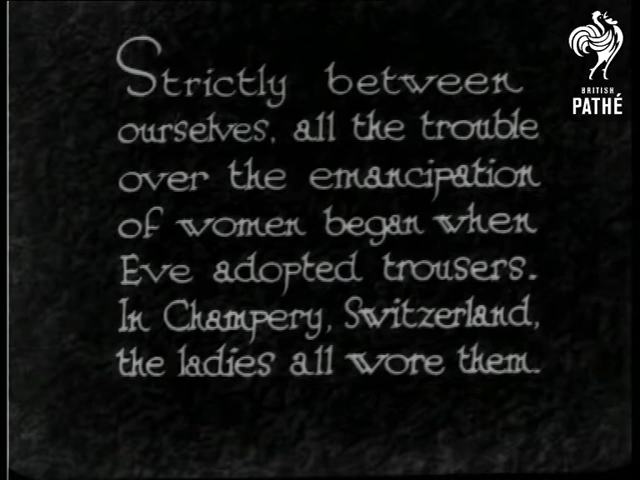 Strictly between
ourselves, all the trouble
over the emancipation
of women began when
Eve adopted trousers.
In Champery, Switzerland,
the ladies all wore them.
BRITISH
PATHÉ